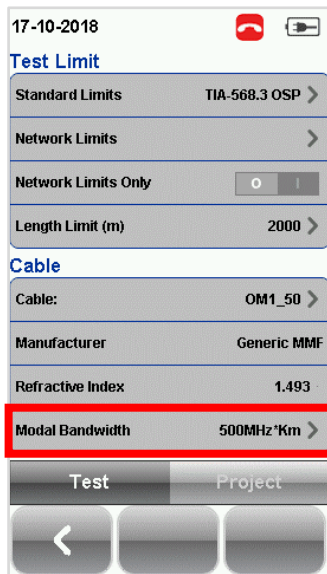 17-10-2018
Test Limit
Standard Limits TIA-568.3 OSP
Network Limits
Network Limits Only O I
Length Limit (m) 2000
Cable
Cable: OM1_50
Manufacturer Generic MMF
Refractive Index 1.493
Modal Bandwidth 500MHz*Km
Test Project